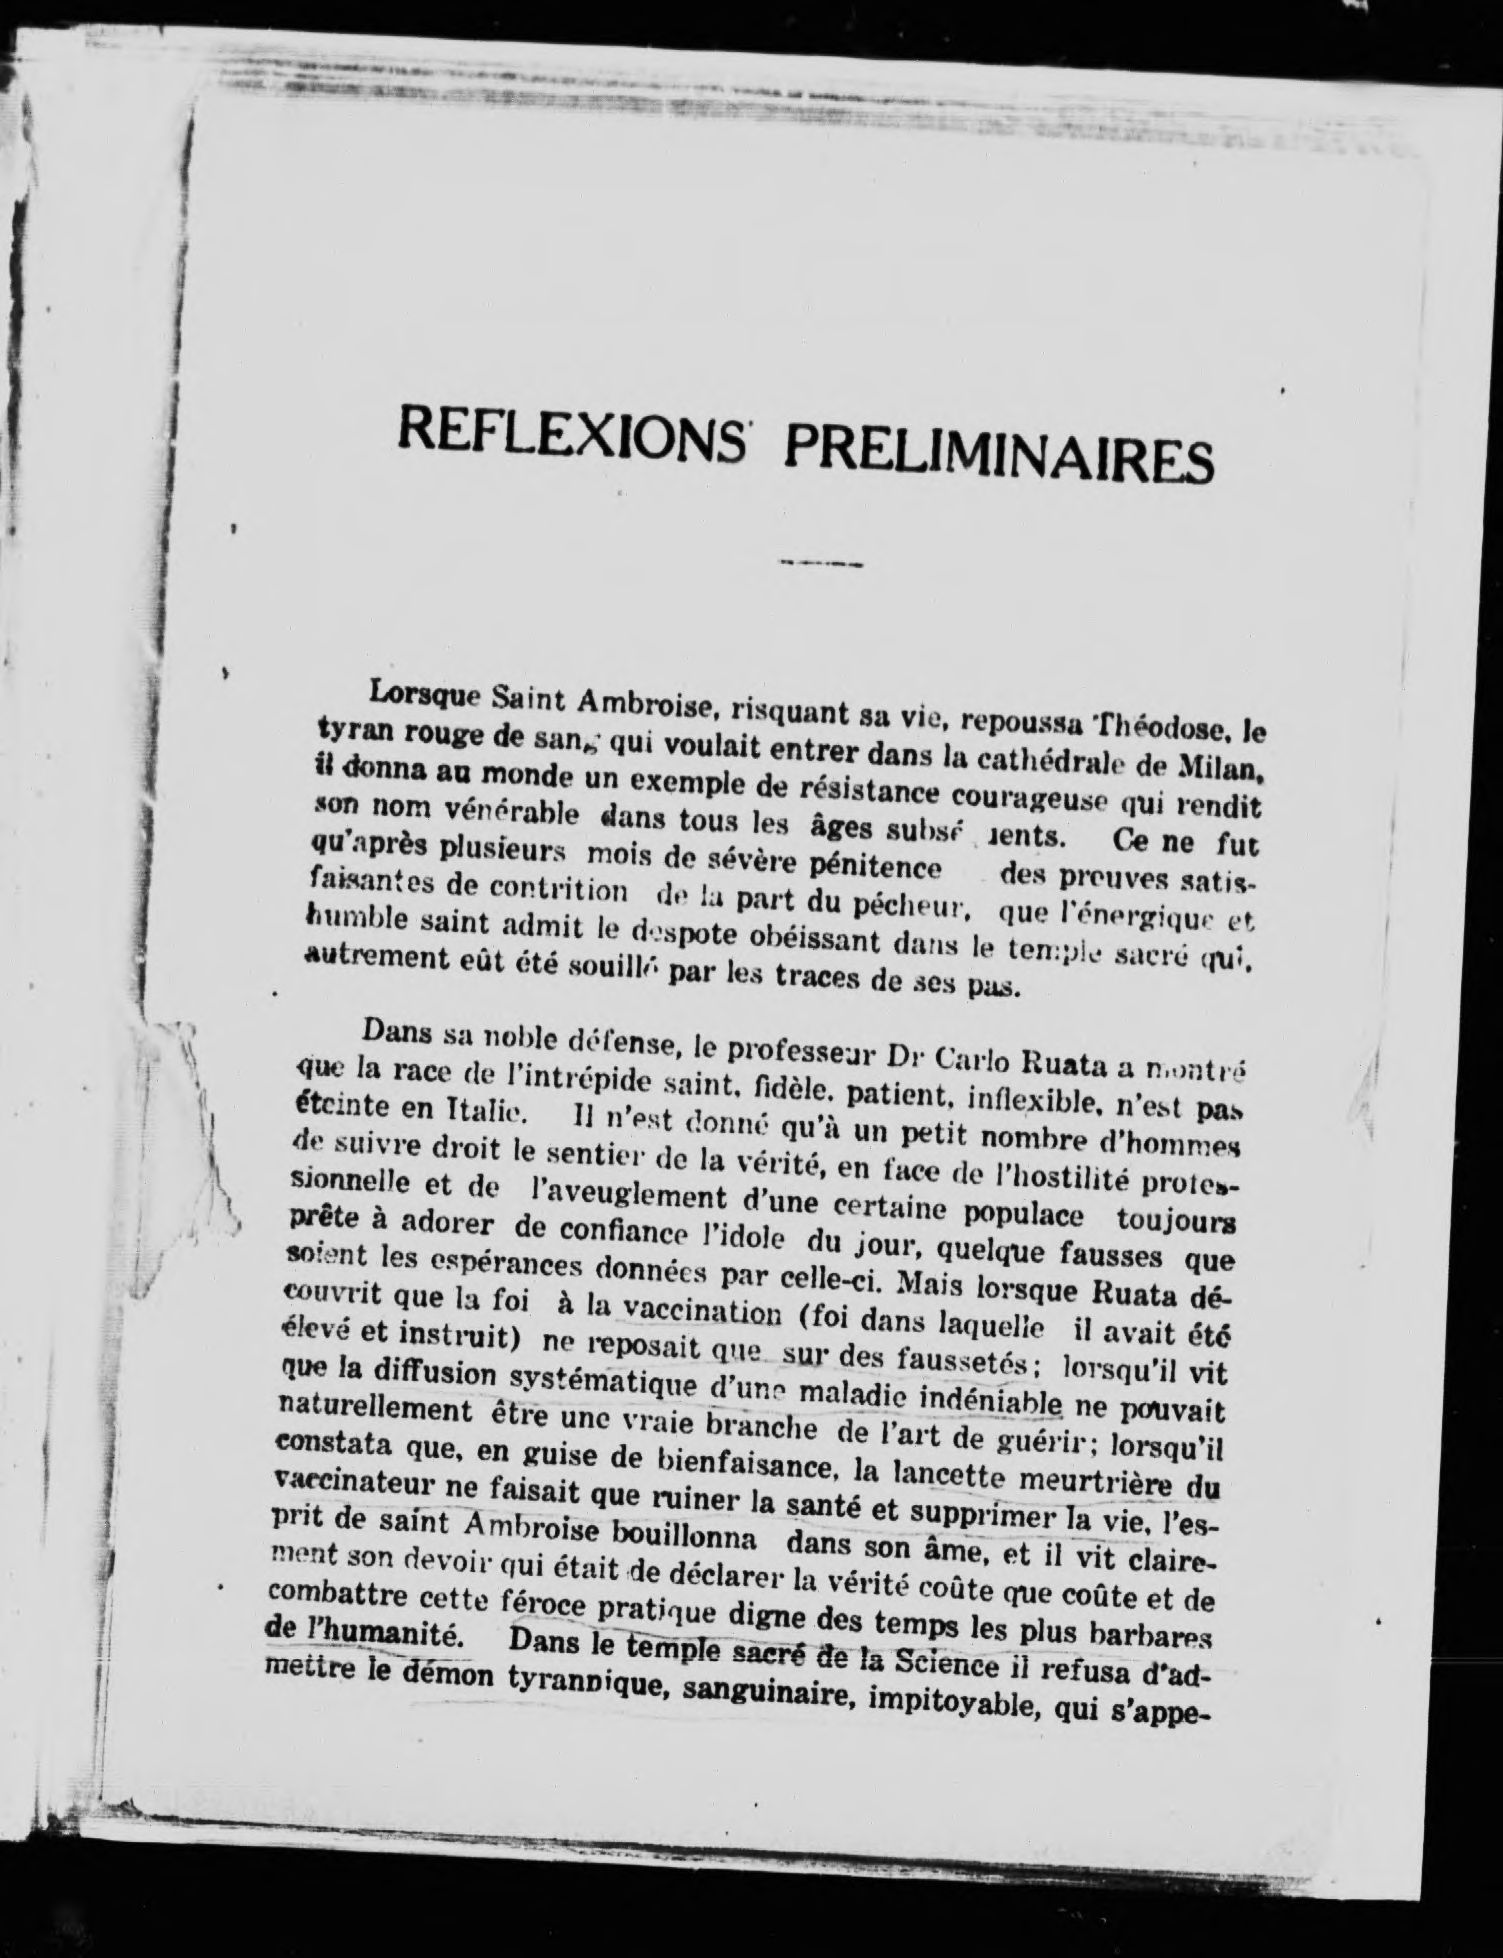 REFLEXIONS PRELIMINAIRES
Lorsque Saint Ambroise, risquant sa vie, repoussa Théodose, le
tyran rouge de sang qui voulait entrer dans la cathédrale de Milan,
il donna au monde un exemple de résistance courageuse qui rendit
son nom vénérable dans tous les âges Ce ne fut
qu'après plusieurs mois de sévère pénitence des preuves satis-
faisantes de contrition de la part du pécheur, que l'énergique et
humble saint admit le despote obéissant dans le temple sacré qui,
autrement eût été souillé par les traces de ses pas.
Dans sa noble défense, le professeur Dr Carlo Ruata a montré
que la race de l'intrépide saint, fidèle, patient, inflexible, n'est pas
éteinte en Italie. Il n'est donné qu'à un petit nombre d'hommes
de suivre droit le sentier de la vérité, en face de l'hostilité profes-
sionnelle et de l'aveuglement d'une certaine populace toujours
prête à adorer de confiance l'idole du jour, quelque fausses que
soient les espérances données par celle-ci. Mais lorsque Ruata dé-
couvrit que la foi à la vaccination (foi dans laquelle il avait été
élevé et instruit) ne reposait que sur des faussetés; lorsqu'il vit
que la diffusion systématique d'une maladie indéniable ne pouvait
naturellement être une vraie branche de l'art de guérir; lorsqu'il
constata que, en guise de bienfaisance, la lancette meurtrière du
vaccinateur ne faisait que ruiner la santé et supprimer la vie, l'es-
prit de saint Ambroise bouillonna dans son âme, et il vit claire-
ment son devoir qui était de déclarer la vérité coûte que coûte et de
combattre cette féroce pratique digne des temps les plus barbares
de l'humanité. Dans le temple sacré de la Science il refusa d'ad-
mettre le démon tyrannique, sanguinaire, impitoyable, qui s'appe-